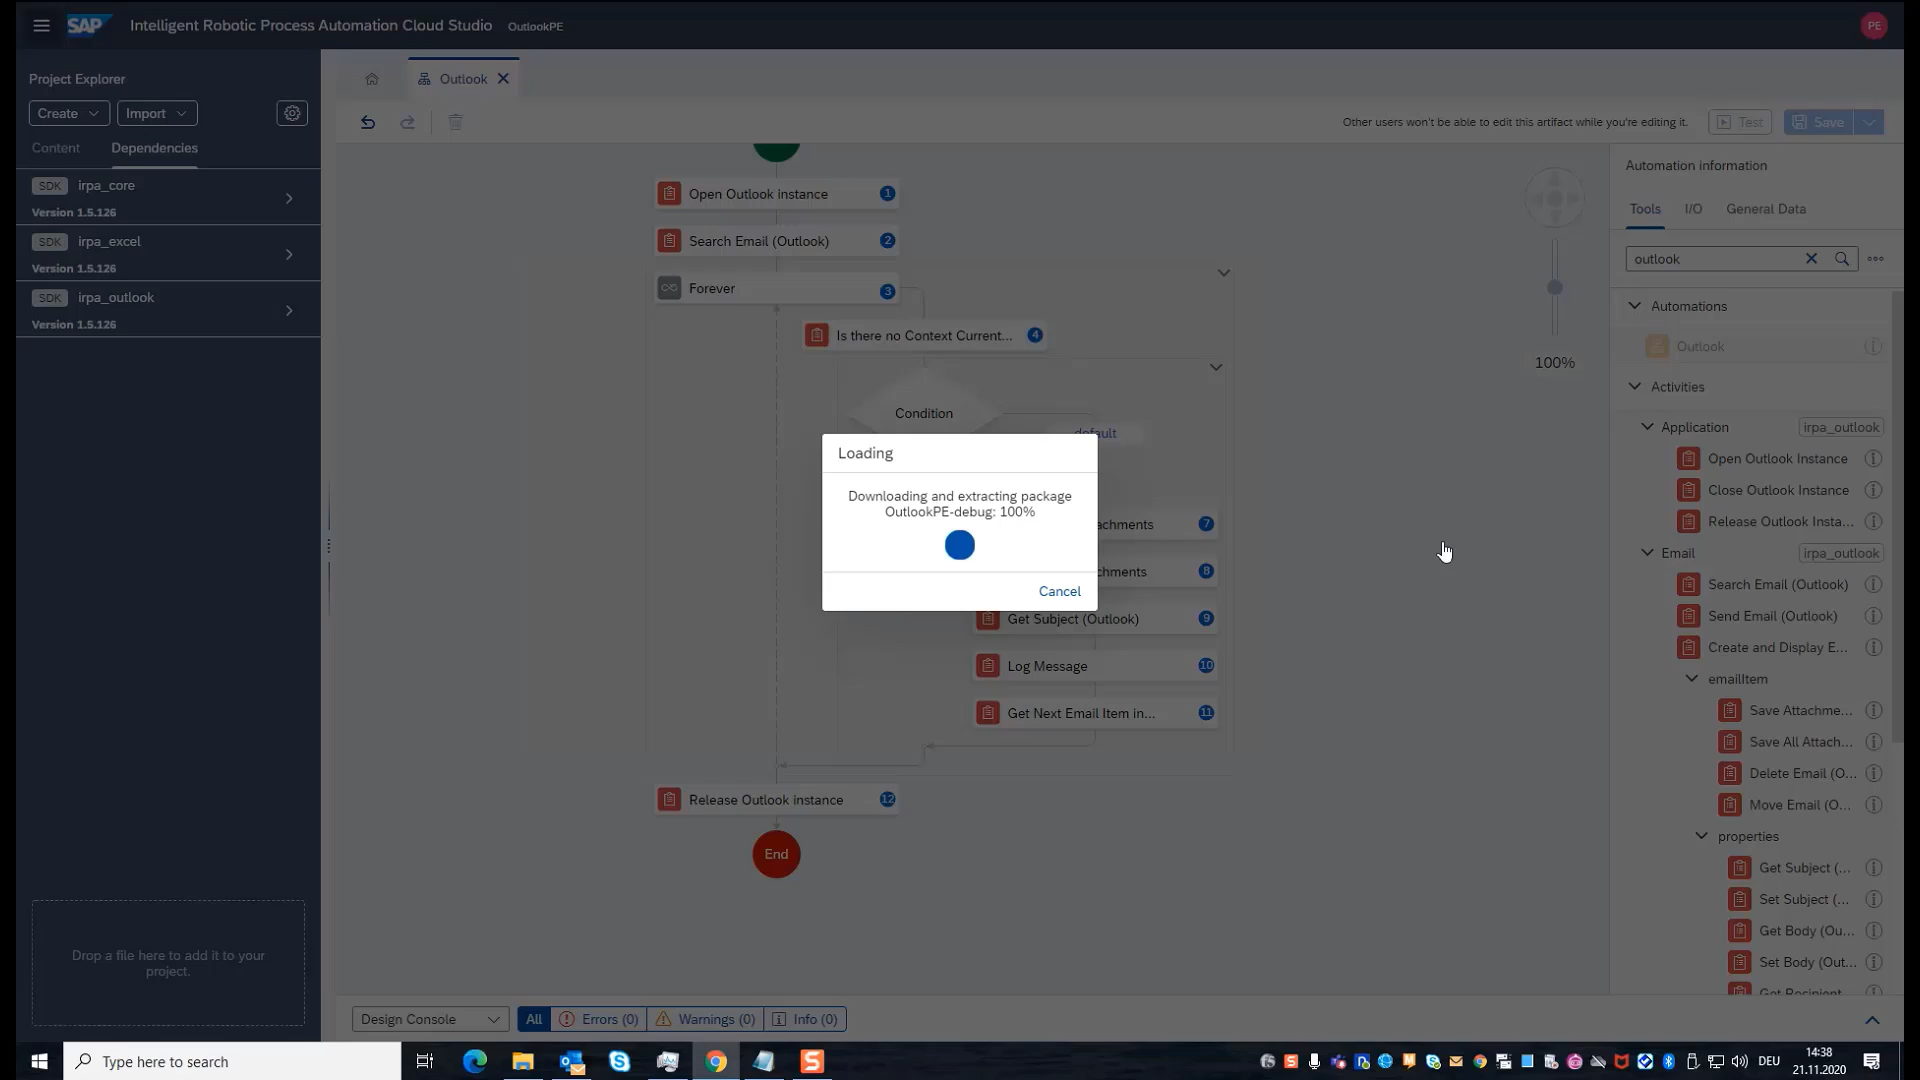 SAP Intelligent Robotic Process Automation Cloud Studio OutlookPE PE
Project Explorer
Create Import
Content Dependencies
SDK irpa_core
Version 1.5.126
SDK irpa_excel
Version 1.5.126
SDK irpa_outlook
Version 1.5.126
Drop a file here to add it to your
project.
Outlook
Other users won't be able to edit this artifact while you're editing it. Test Save
Open Outlook instance 1
Search Email (Outlook) 2
Forever 3
Is there no Context Current... 4
Condition
default
Loading
Downloading and extracting package
OutlookPE-debug: 100%
Cancel
achments 7
chments 8
Get Subject (Outlook) 9
Log Message 10
Get Next Email Item in... 11
Release Outlook instance 12
End
100%
Automation information
Tools I/O General Data
outlook
Automations
Outlook
Activities
Application irpa_outlook
Open Outlook Instance
Close Outlook Instance
Release Outlook Insta...
Email irpa_outlook
Search Email (Outlook)
Send Email (Outlook)
Create and Display E...
emailItem
Save Attachme...
Save All Attach...
Delete Email (O...
Move Email (O...
properties
Get Subject (...
Set Subject (...
Get Body (Ou...
Set Body (Out...
Get Recipient
Design Console All Errors (0) Warnings (0) Info (0)
Type here to search
DEU
14:38
21.11.2020